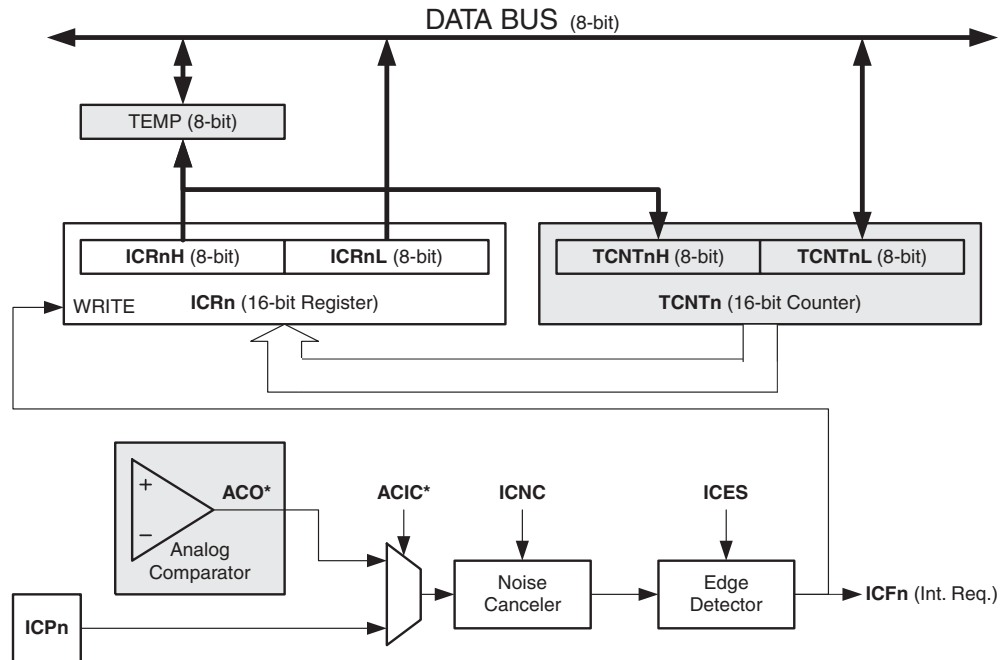 DATA BUS (8-bit)
TEMP (8-bit)
ICRnH (8-bit) ICRnL (8-bit) TCNTnH (8-bit) TCNTnL (8-bit)
WRITE ICRn (16-bit Register) TCNTn (16-bit Counter)
+
−
ACO* ACIC* ICNC ICES
Analog
Comparator
Noise
Canceler
Edge
Detector
ICFn (Int. Req.)
ICPn